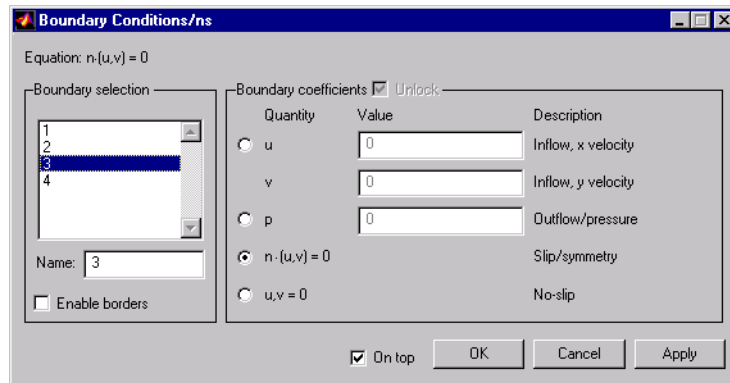 Boundary Conditions/ns
Equation: n·(u,v) = 0
Boundary selection
1
2
3
4
Name: 3
Enable borders
Boundary coefficients Unlock
Quantity Value Description
u 0 Inflow, x velocity
v 0 Inflow, y velocity
p 0 Outflow/pressure
n·(u,v) = 0 Slip/symmetry
u,v = 0 No-slip
On top OK Cancel Apply